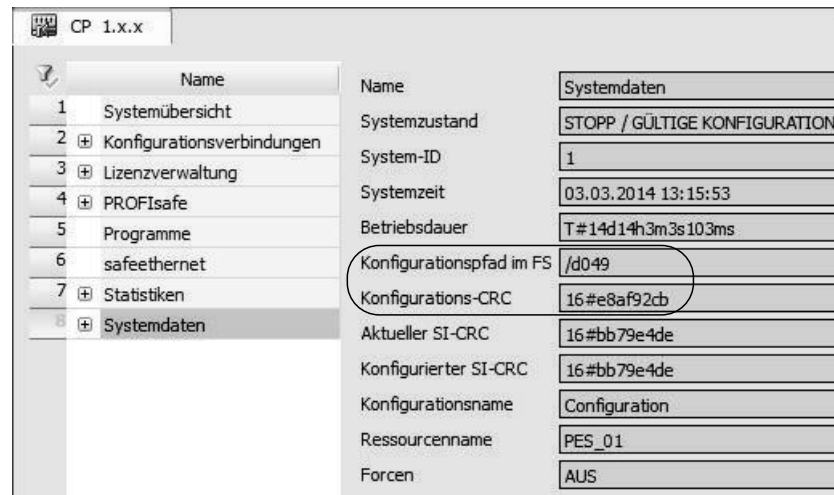 CP 1.x.x
Name
1 Systemübersicht
2 Konfigurationsverbindungen
3 Lizenzverwaltung
4 PROFIsafe
5 Programme
6 safeethernet
7 Statistiken
8 Systemdaten
Name Systemdaten
Systemzustand STOPP / GÜLTIGE KONFIGURATION
System-ID 1
Systemzeit 03.03.2014 13:15:53
Betriebsdauer T#14d14h3m3s103ms
Konfigurationspfad im FS /d049
Konfigurations-CRC 16#e8af92cb
Aktueller SI-CRC 16#bb79e4de
Konfigurierter SI-CRC 16#bb79e4de
Konfigurationsname Configuration
Ressourcenname PES_01
Forcen AUS